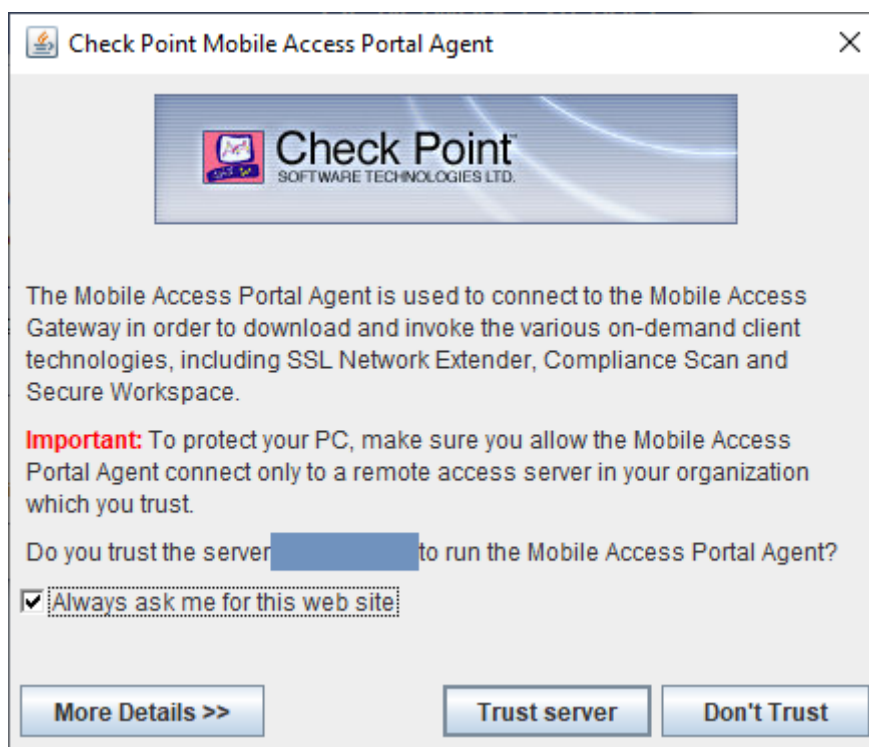 Check Point Mobile Access Portal Agent
Check Point™
SOFTWARE TECHNOLOGIES LTD.
The Mobile Access Portal Agent is used to connect to the Mobile Access
Gateway in order to download and invoke the various on-demand client
technologies, including SSL Network Extender, Compliance Scan and
Secure Workspace.
Important: To protect your PC, make sure you allow the Mobile Access
Portal Agent connect only to a remote access server in your organization
which you trust.
Do you trust the server to run the Mobile Access Portal Agent?
Always ask me for this web site
More Details >>
Trust server
Don't Trust